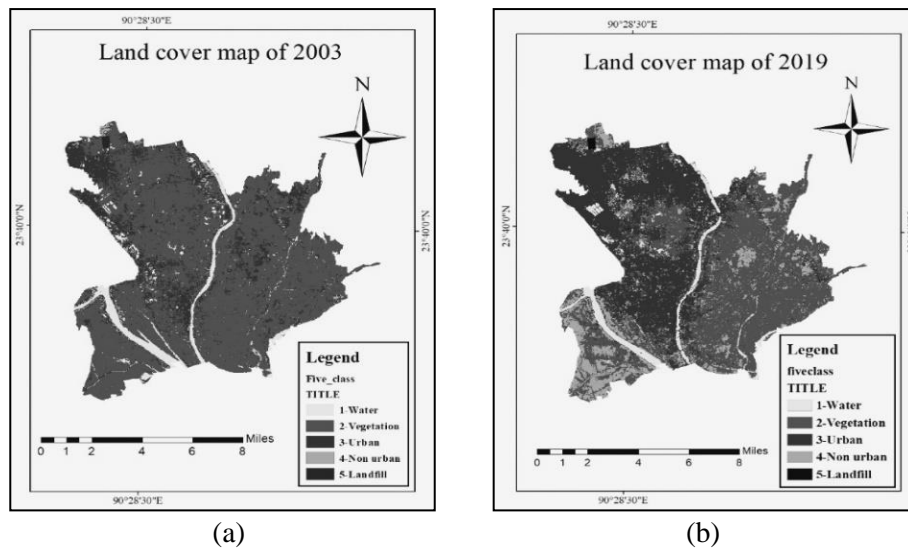 90°28'30"E
Land cover map of 2003
N
23°40'0"N
23°40'0"N
Legend
Five_class
TITLE
1-Water
2-Vegetation
3-Urban
4-Non urban
5-Landfill
Miles
0 1 2 4 6 8
90°28'30"E
(a)
90°28'30"E
Land cover map of 2019
N
23°40'0"N
Legend
fiveclass
TITLE
1-Water
2-Vegetation
3-Urban
4-Non urban
5-Landfill
Miles
0 1 2 4 6 8
90°28'30"E
(b)